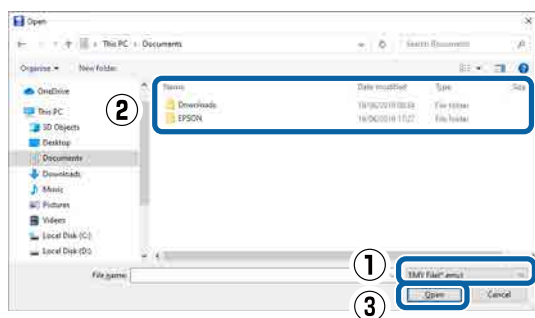 Open
This PC › Documents
Search Documents
Organise New folder
Name Date modified Type Size
OneDrive
This PC
3D Objects
Desktop
Documents
Downloads
Music
Pictures
Videos
Local Disk (C:)
Local Disk (D:)
②
Downloads File folder
EPSON 17:27 File folder
File name:
①
③
Open Cancel